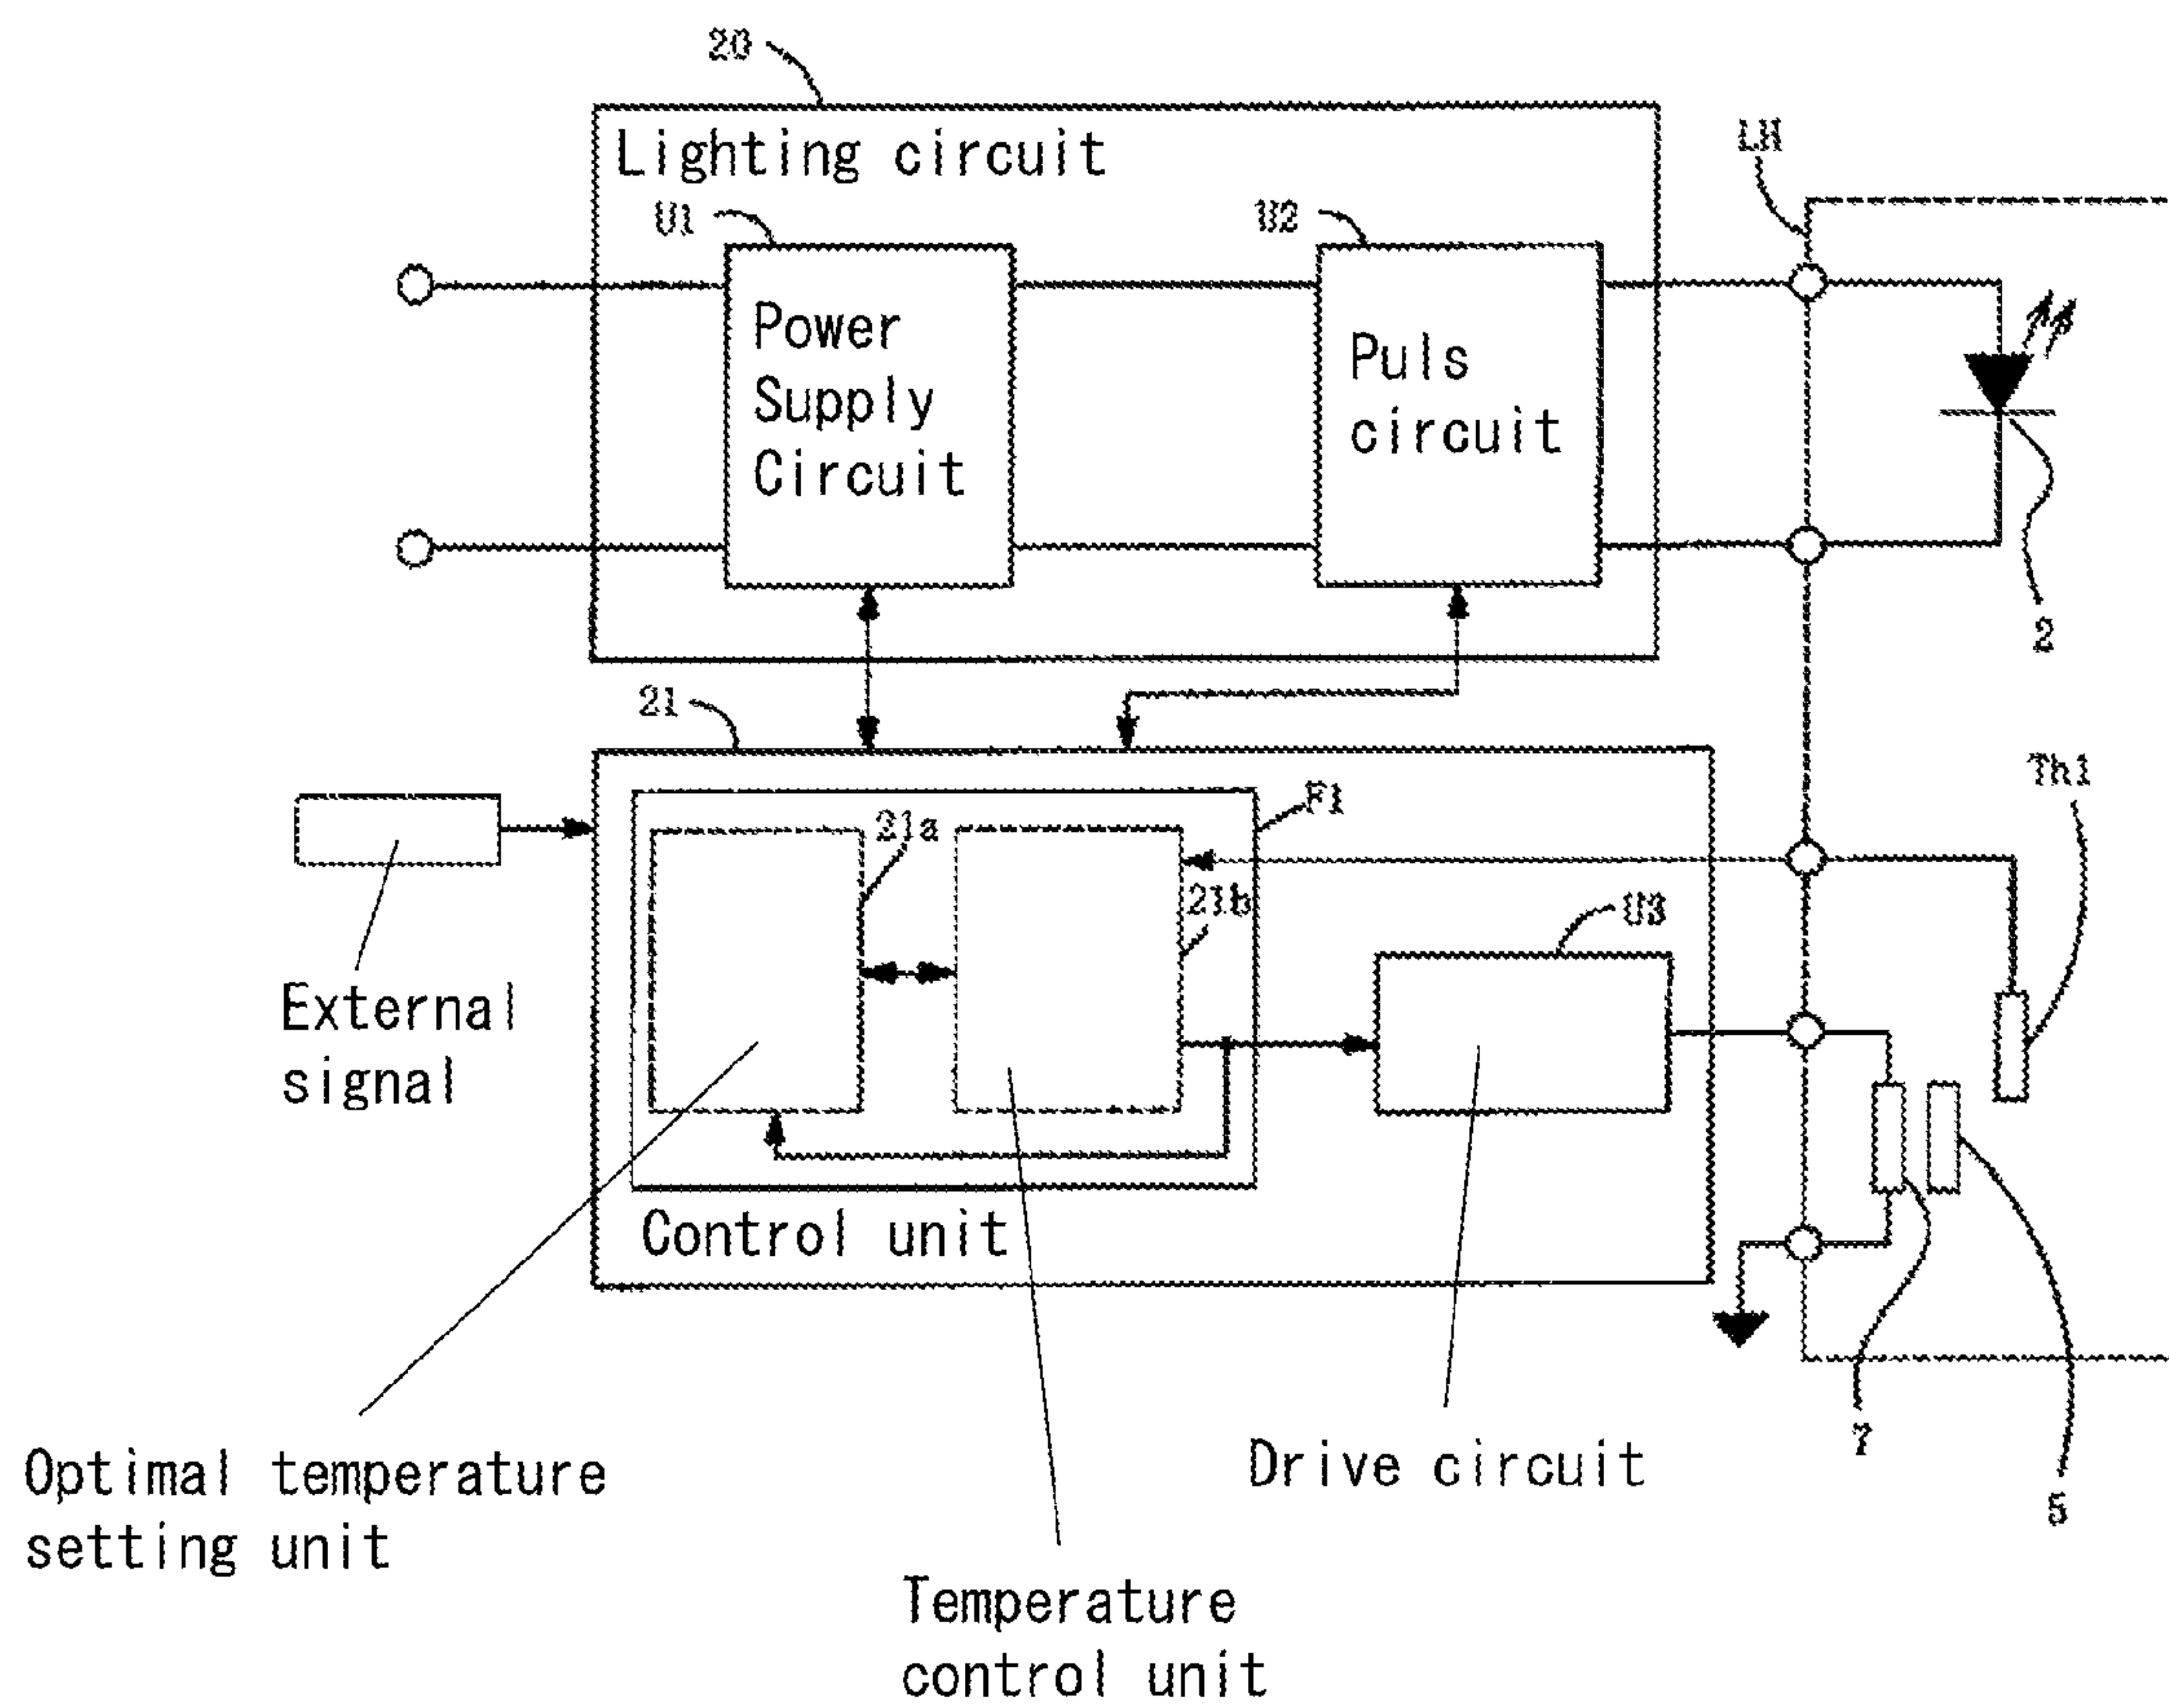 20
Lighting circuit
LH
U1
U2
Power
Supply
Circuit
Puls
circuit
2
21
Th1
F1
21a
21b
U3
External
signal
Control unit
7
5
Optimal temperature
setting unit
Drive circuit
Temperature
control unit